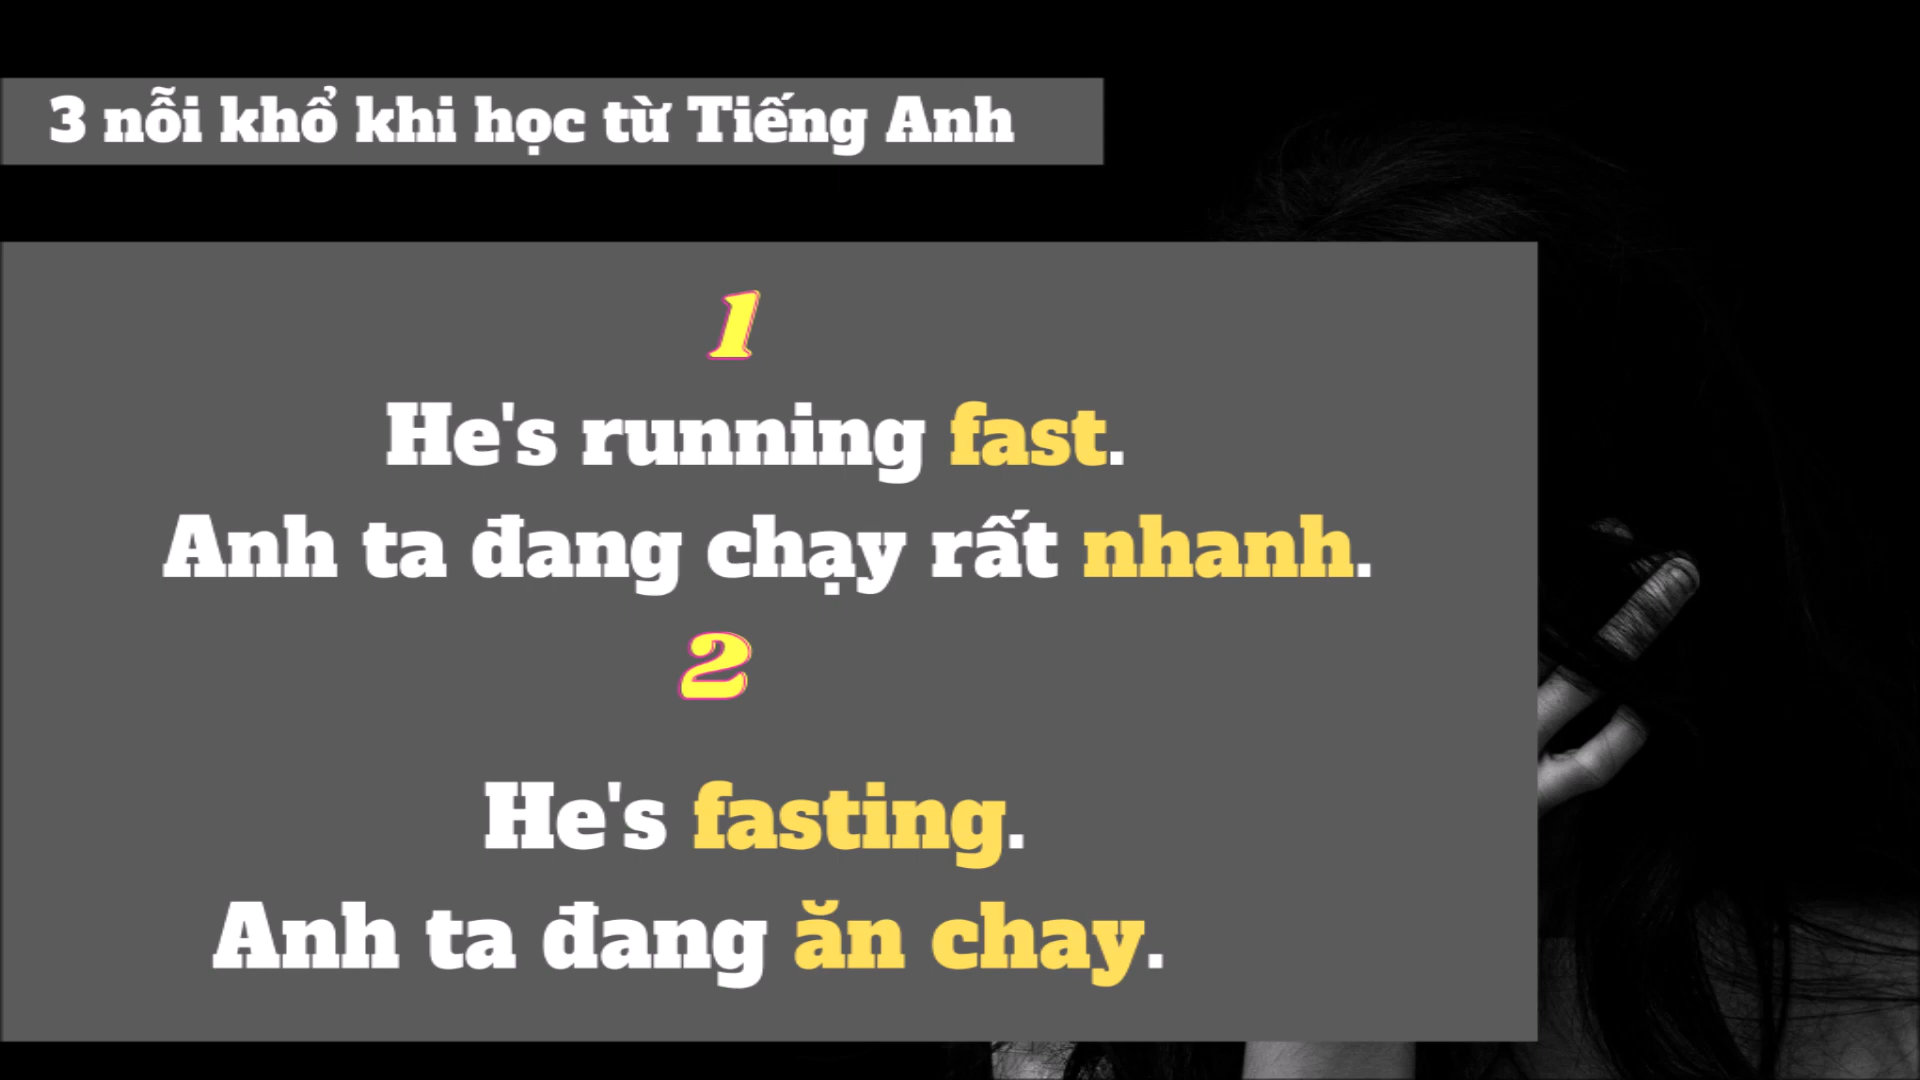 3 nỗi khổ khi học từ Tiếng Anh
1
He's running fast.
Anh ta đang chạy rất nhanh.
2
He's fasting.
Anh ta đang ăn chay.